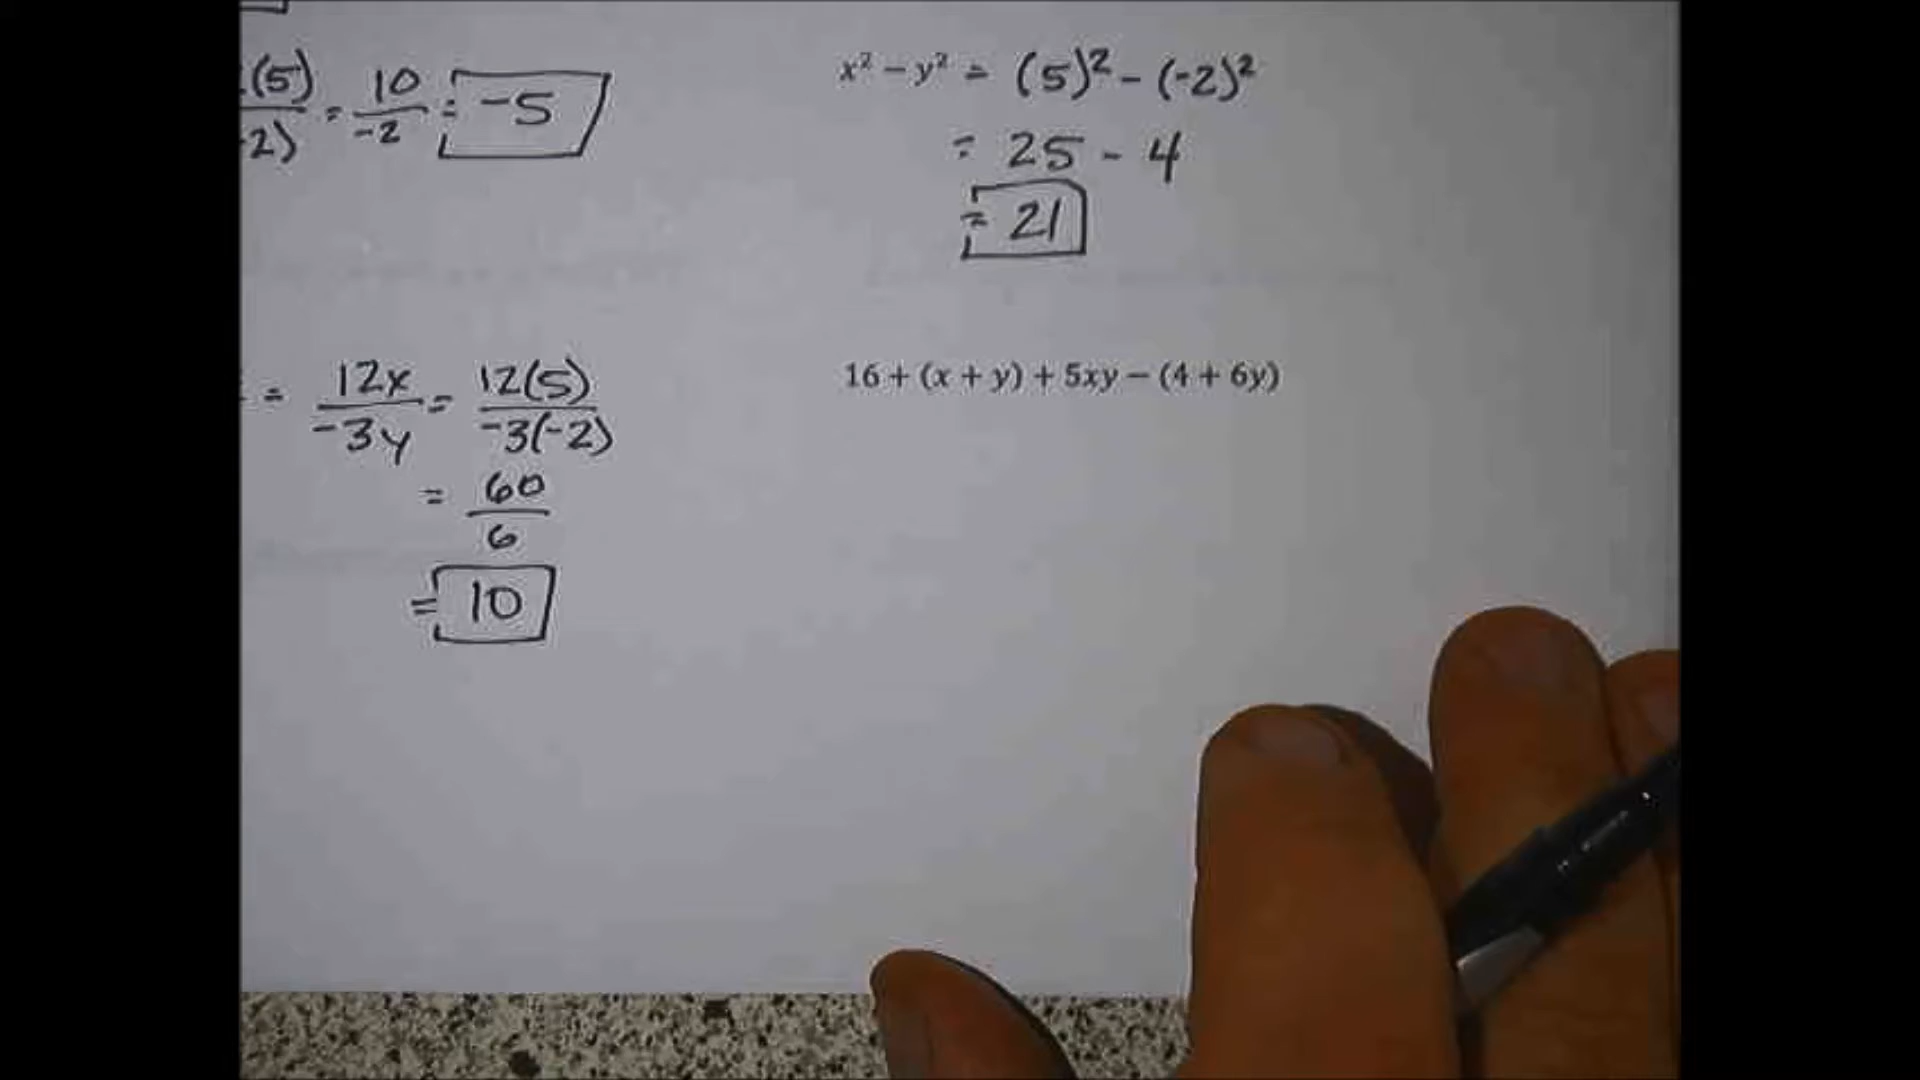 (5)
2) = 10/-2 = -5
x² - y² = (5)² - (-2)²
= 25 - 4
= 21
= 12x/-3y = 12(5)/-3(-2)
= 60/6
= 10
16 + (x + y) + 5xy − (4 + 6y)